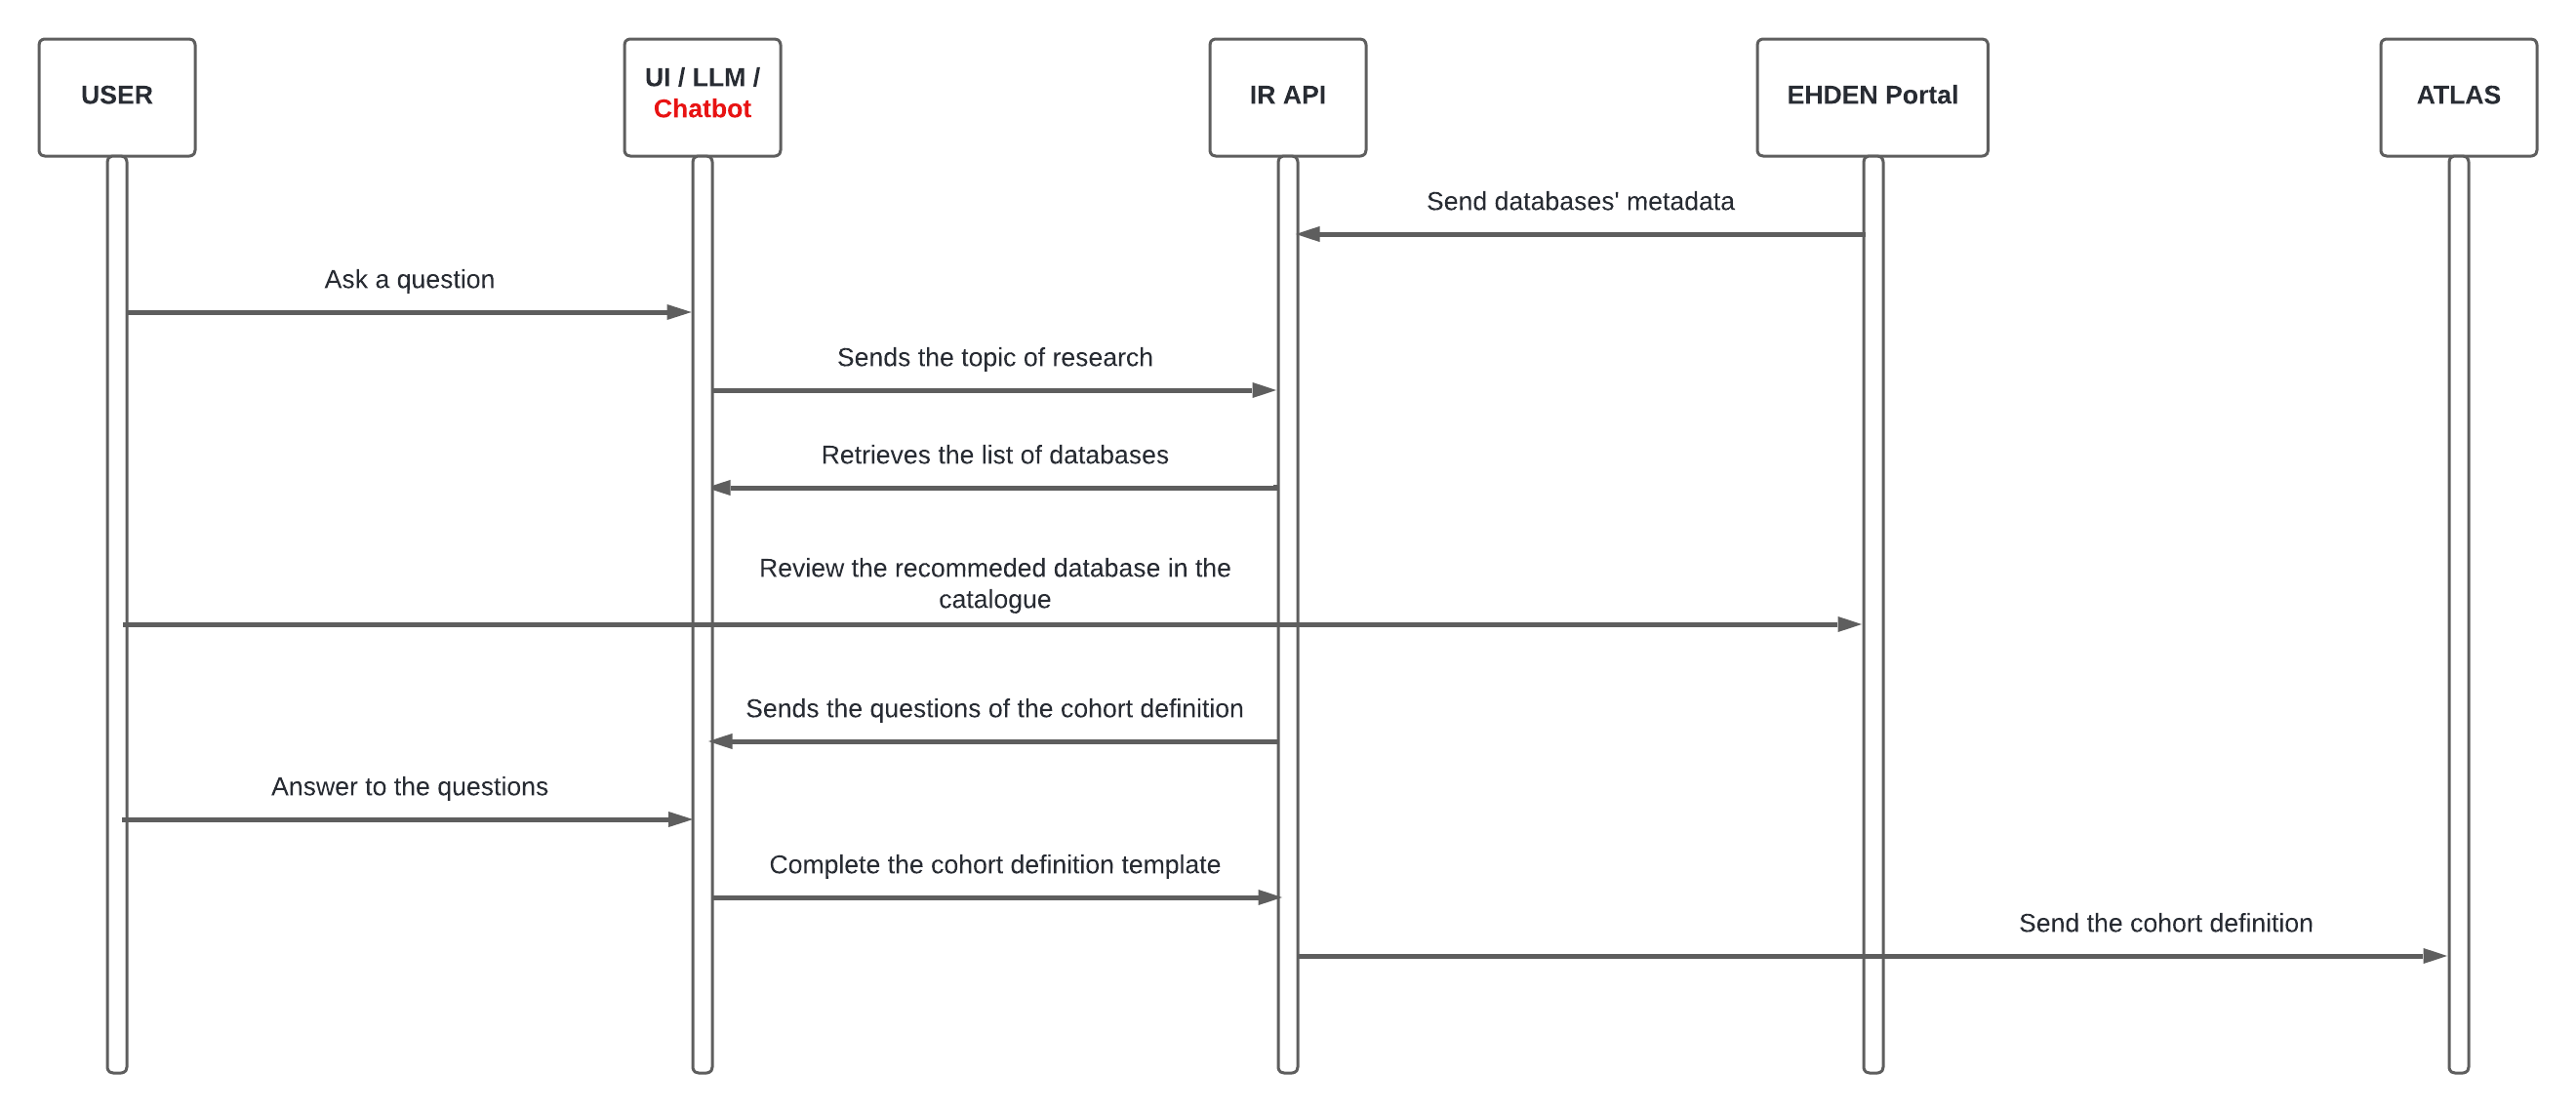 USER
UI / LLM /
Chatbot
IR API
EHDEN Portal
ATLAS
Send databases' metadata
Ask a question
Sends the topic of research
Retrieves the list of databases
Review the recommeded database in the
catalogue
Sends the questions of the cohort definition
Answer to the questions
Complete the cohort definition template
Send the cohort definition